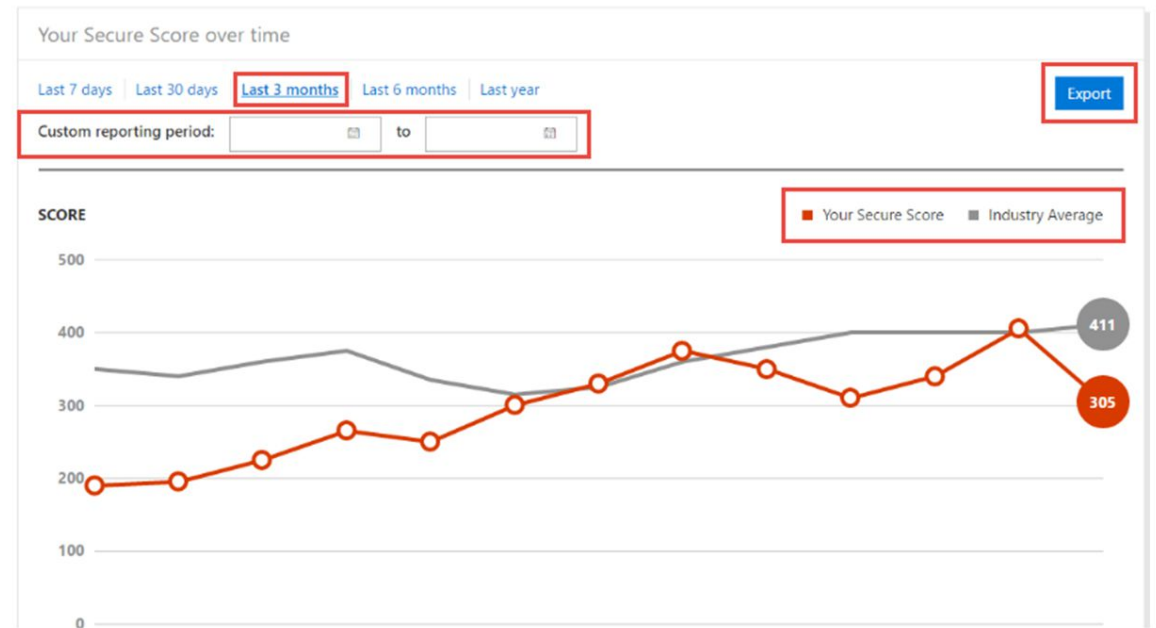 Your Secure Score over time
Last 7 days Last 30 days Last 3 months Last 6 months Last year
Export
Custom reporting period: to
SCORE
Your Secure Score Industry Average
500
400
411
300
305
200
100
0